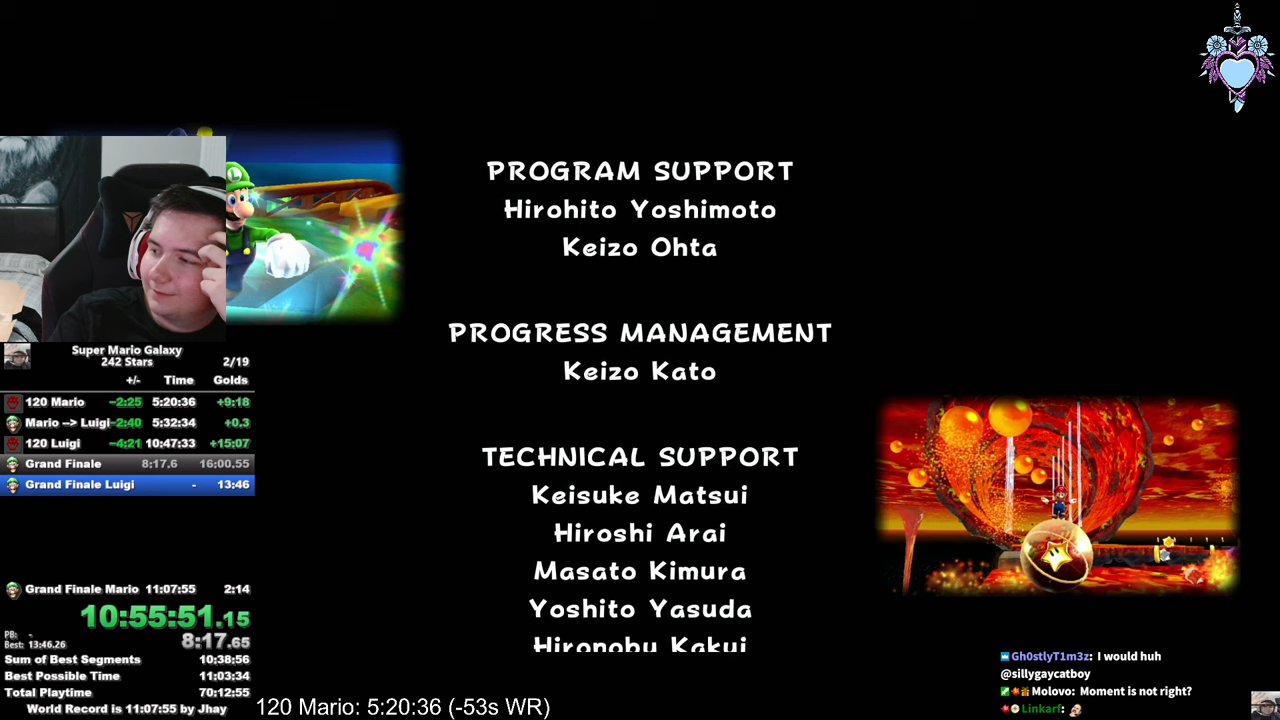 PROGRAM SUPPORT
Hirohito Yoshimoto
Keizo Ohta
PROGRESS MANAGEMENT
Keizo Kato
TECHNICAL SUPPORT
Keisuke Matsui
Hiroshi Arai
Masato Kimura
Yoshito Yasuda
Hironobu Kakui
Super Mario Galaxy
242 Stars 2/19
+/- Time Golds
120 Mario −2:25 5:20:36 +9:18
Mario –> Luigi −2:40 5:32:34 +0.3
120 Luigi −4:21 10:47:33 +15:07
Grand Finale 8:17.6 16:00.55
Grand Finale Luigi - 13:46
Grand Finale Mario 11:07:55 2:14
10:55:51.15
PB: -
Best: 13:46.26
8:17.65
Sum of Best Segments 10:38:56
Best Possible Time 11:03:34
Total Playtime 70:12:55
World Record is 11:07:55 by Jhay
120 Mario: 5:20:36 (-53s WR)
Gh0stlyT1m3z: I would huh
@sillygaycatboy
Molovo: Moment is not right?
Linkarf: